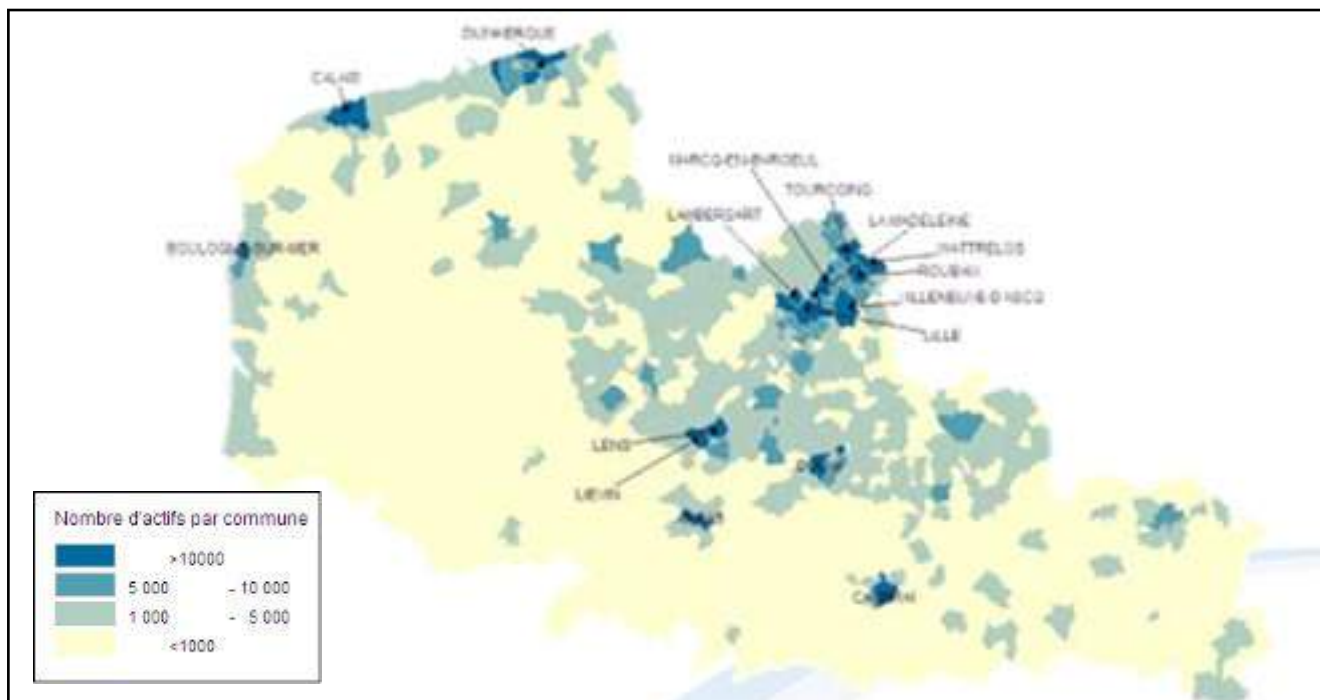 DUNKERQUE
CALAIS
MARCQ-EN-BAROEUL
TOURCOING
LAMBERSART
LA MADELEINE
BOULOGNE-SUR-MER
WATTRELOS
ROUBAIX
VILLENEUVE D'ASCQ
LILLE
LENS
LIEVIN
Nombre d'actifs par commune
>10000
5 000 - 10 000
1 000 - 5 000
<1000